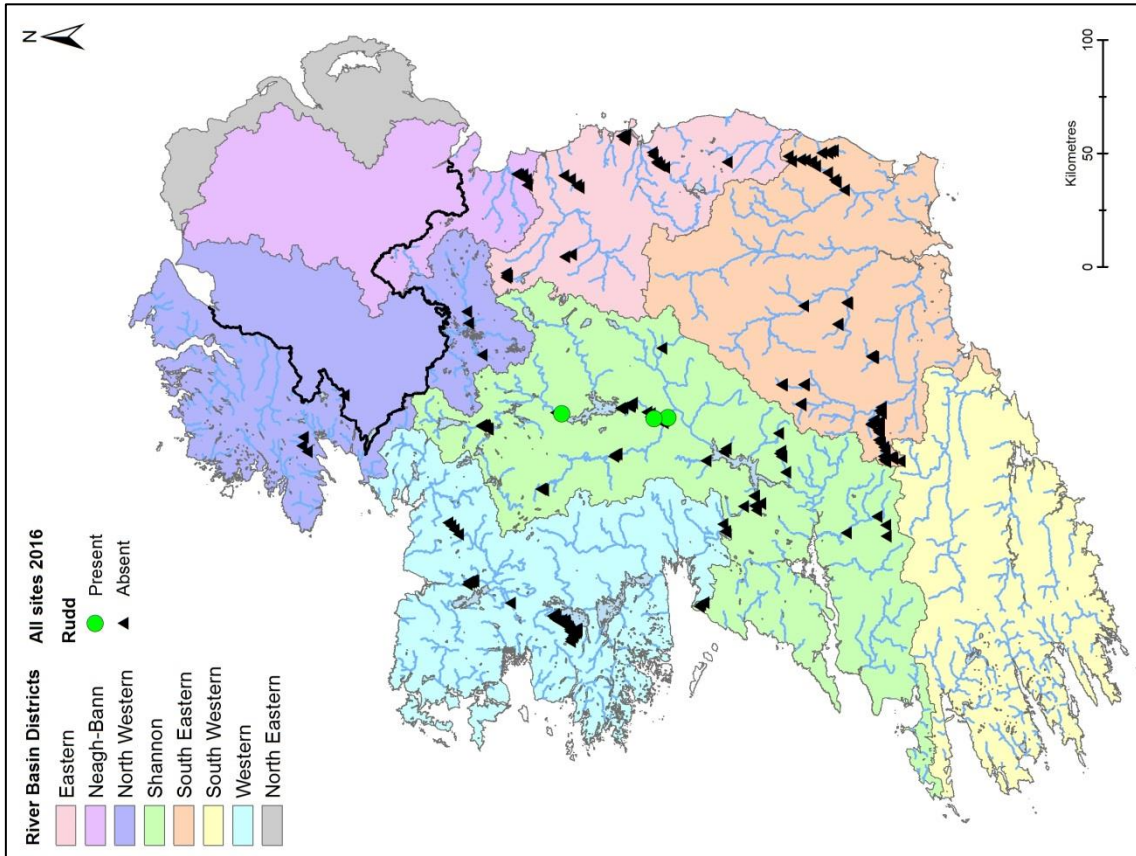 River Basin Districts
Eastern
Neagh-Bann
North Western
Shannon
South Eastern
South Western
Western
North Eastern
All sites 2016
Rudd
Present
Absent
N
0 50 100
Kilometres